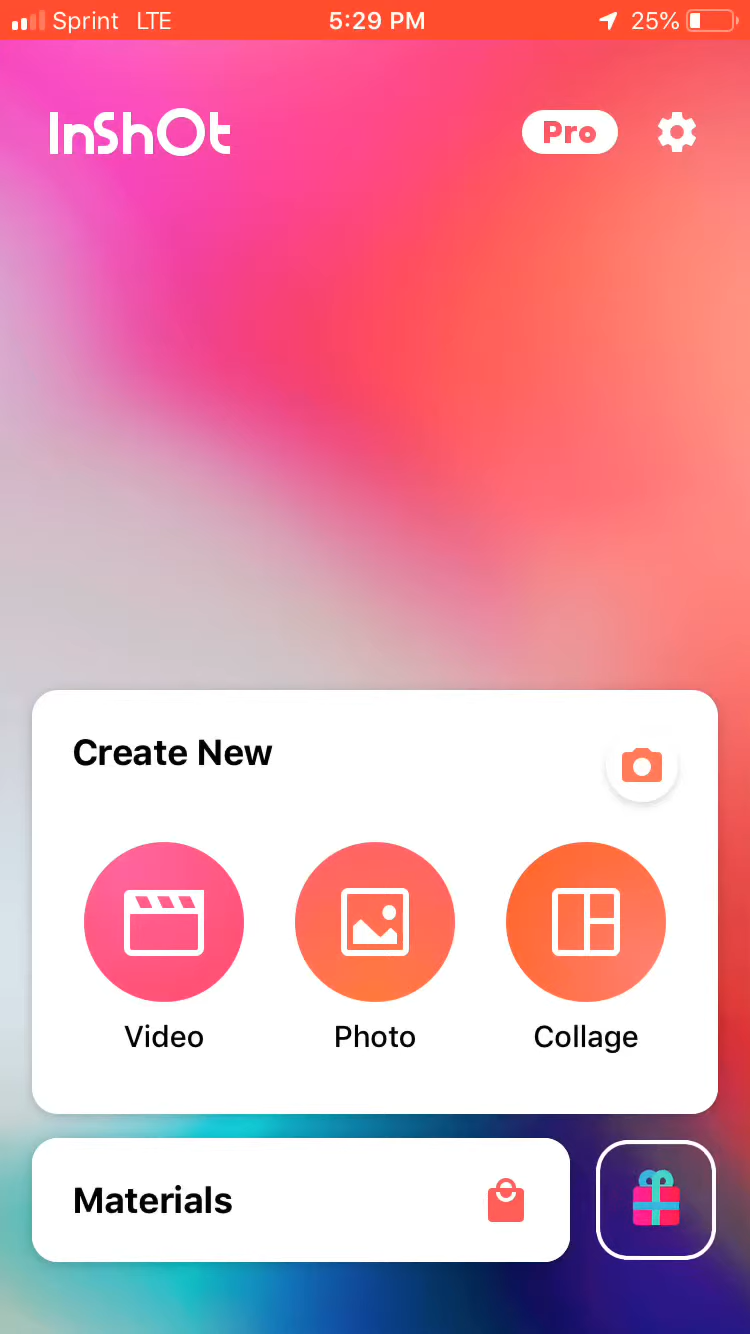 Sprint LTE 5:29 PM 25%
InShOt Pro
Create New
Video Photo Collage
Materials